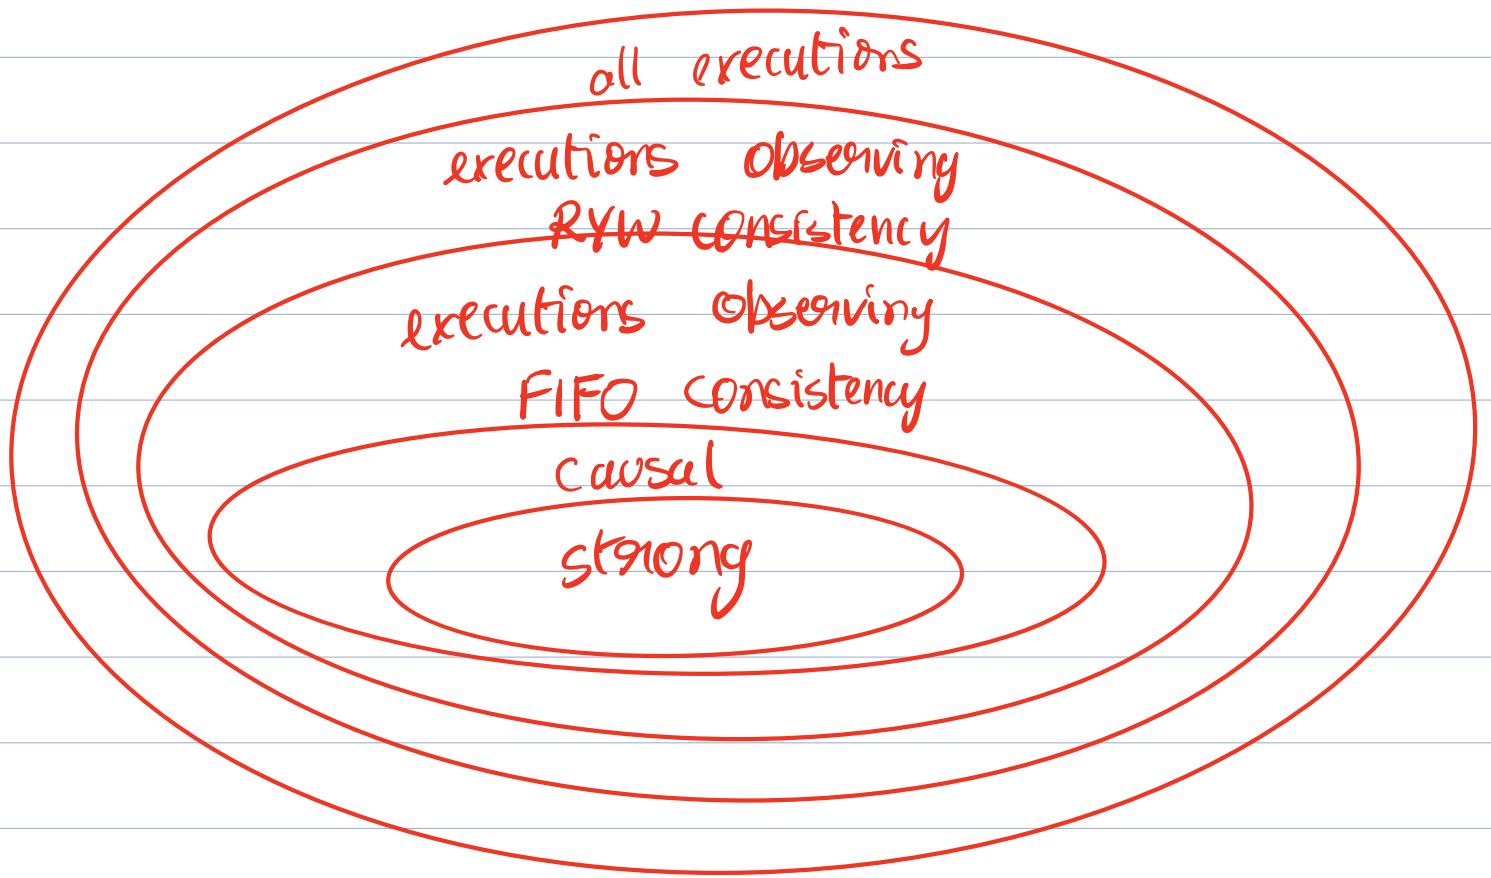 all executions
executions observing
RYW consistency
executions observing
FIFO consistency
causal
strong